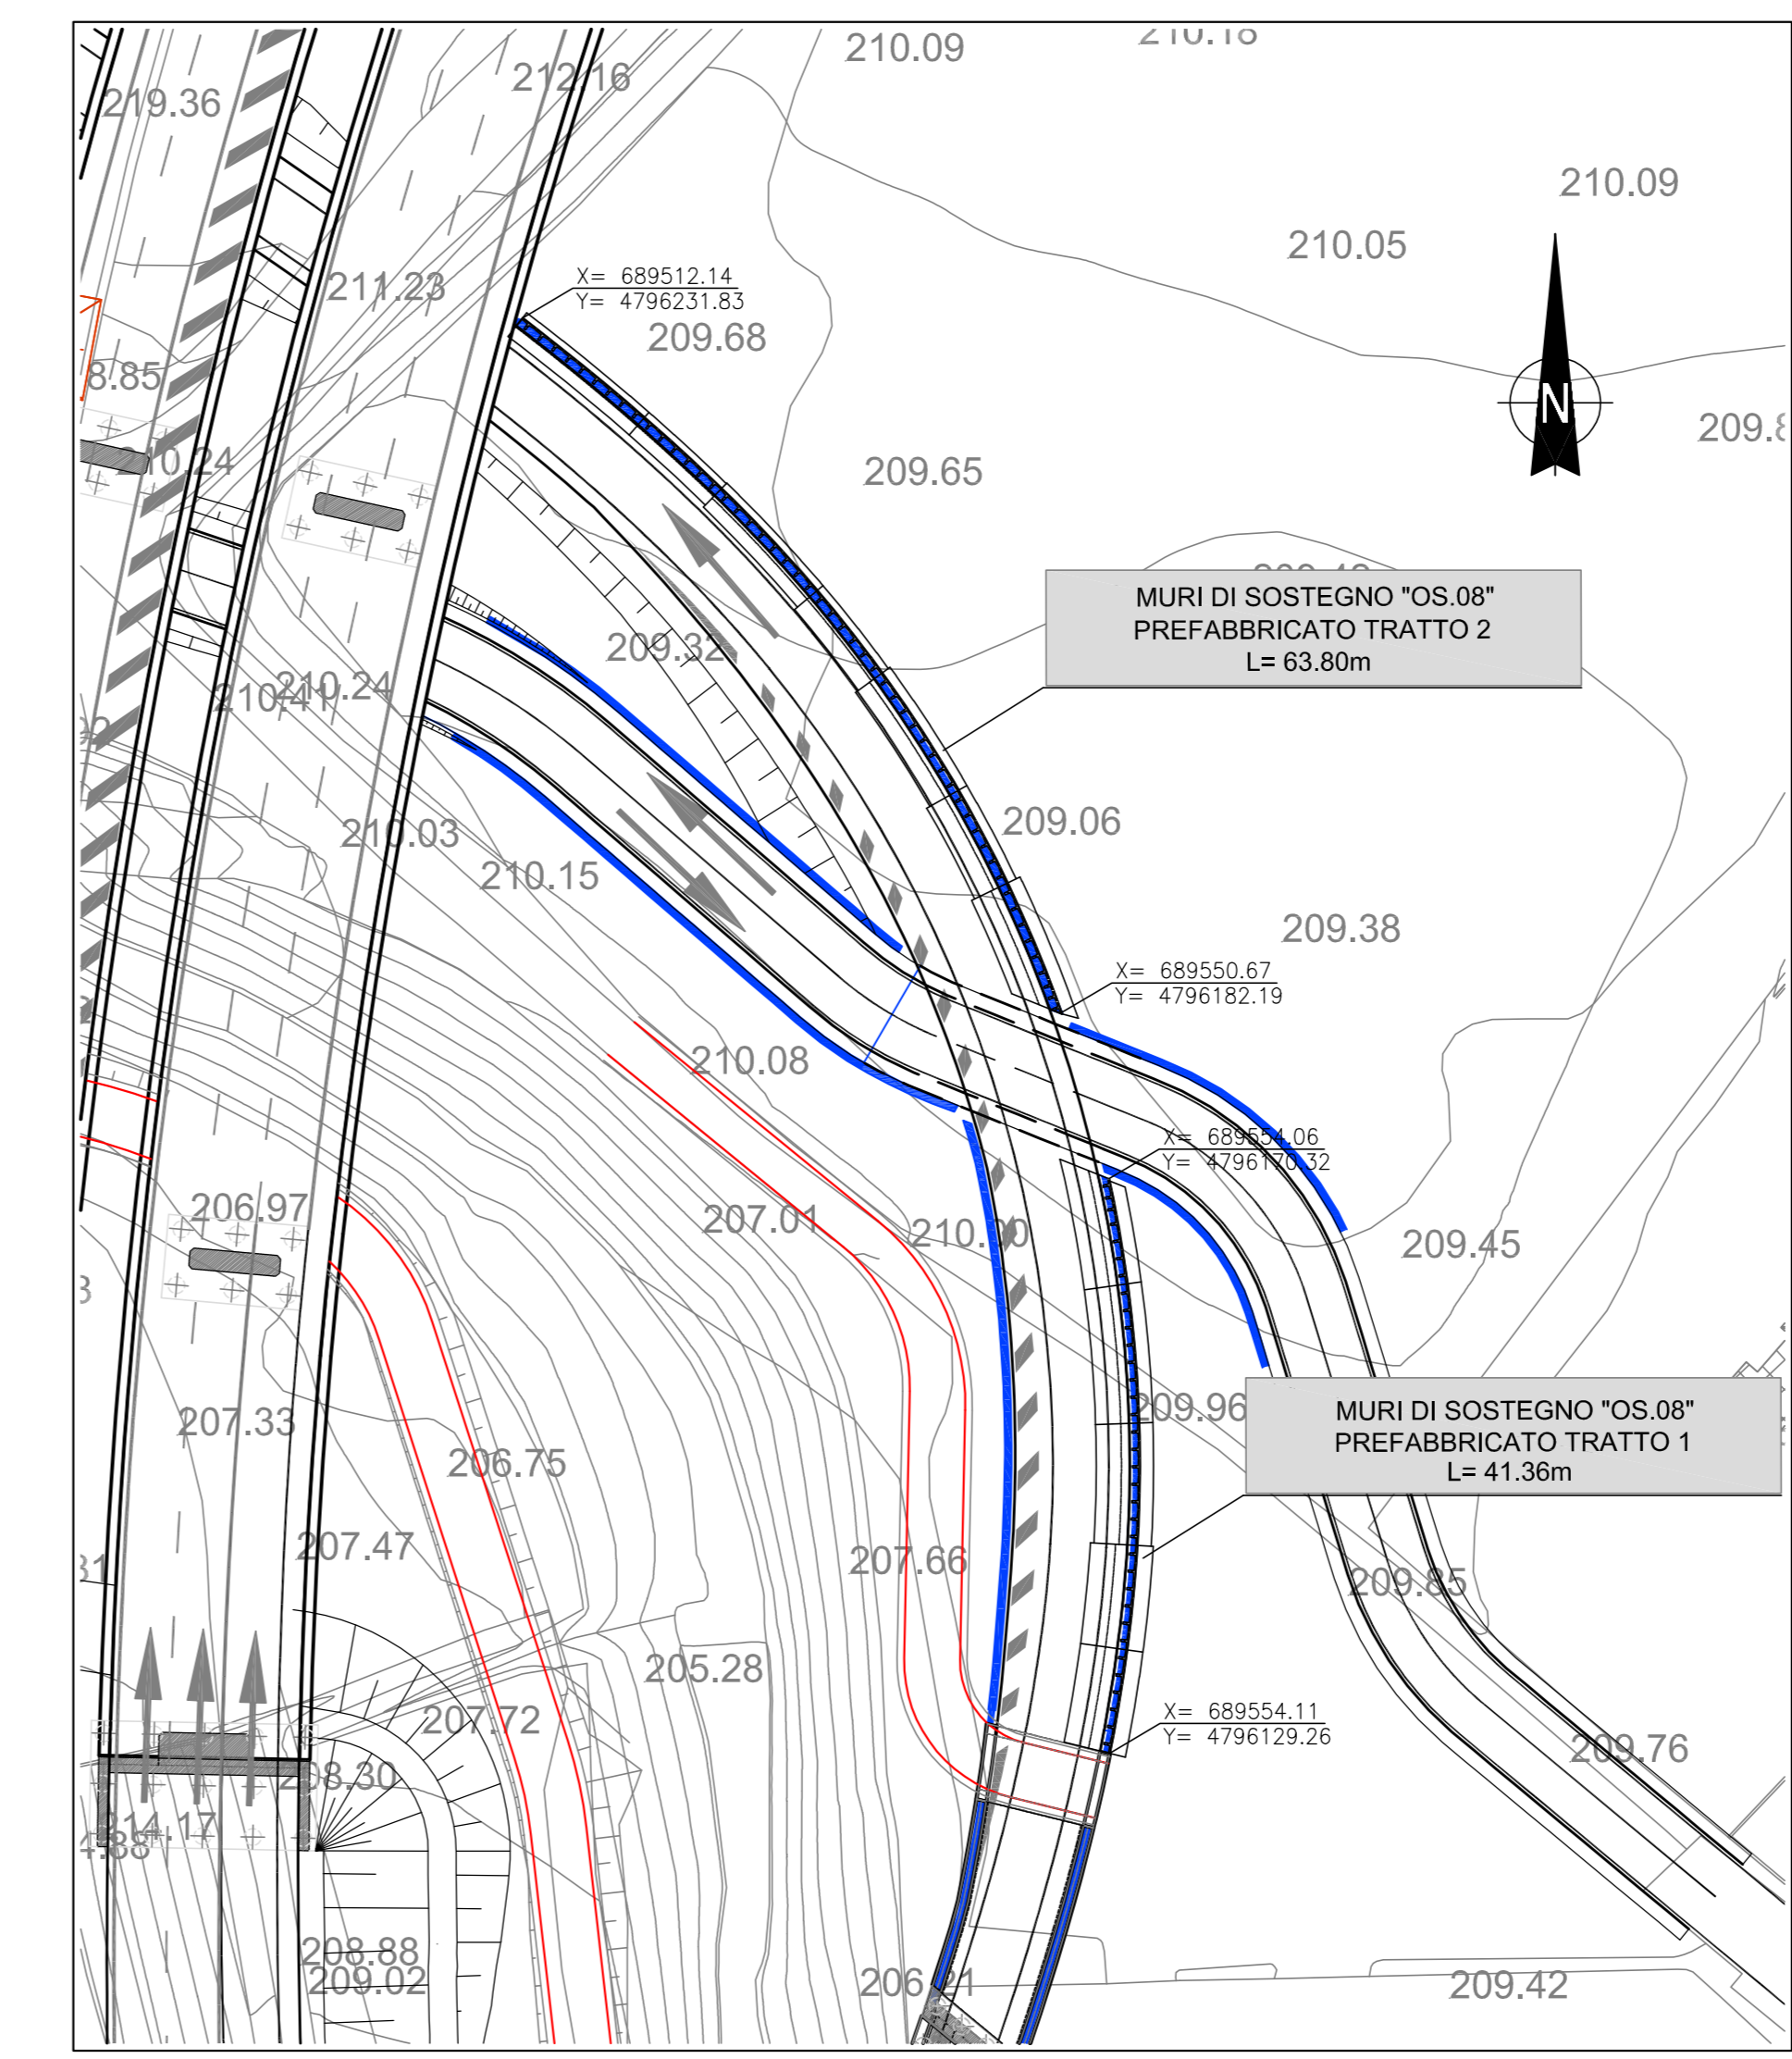 210.09
219.36
212.16
210.09
210.05
211.23
X= 689512.14
Y= 4796231.83
209.68
8.85
210.24
N
209.65
MURI DI SOSTEGNO "OS.08"
PREFABBRICATO TRATTO 2
L= 63.80m
209.32
210.41
210.24
210.03
210.15
209.06
209.38
X= 689550.67
Y= 4796182.19
210.08
X= 689554.06
Y= 4796170.32
206.97
207.01
210.00
209.45
207.33
206.75
209.96
MURI DI SOSTEGNO "OS.08"
PREFABBRICATO TRATTO 1
L= 41.36m
207.47
207.66
209.85
205.28
207.72
X= 689554.11
Y= 4796129.26
209.76
208.30
214.17
208.88
209.02
206.21
209.42